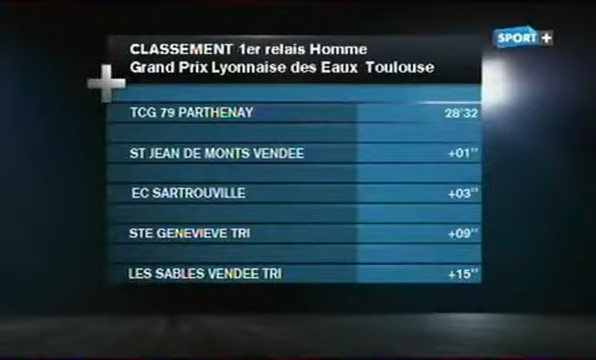 SPORT+
CLASSEMENT 1er relais Homme
Grand Prix Lyonnaise des Eaux Toulouse
TCG 79 PARTHENAY 28'32
ST JEAN DE MONTS VENDEE +01"
EC SARTROUVILLE +03"
STE GENEVIEVE TRI +09"
LES SABLES VENDEE TRI +15"